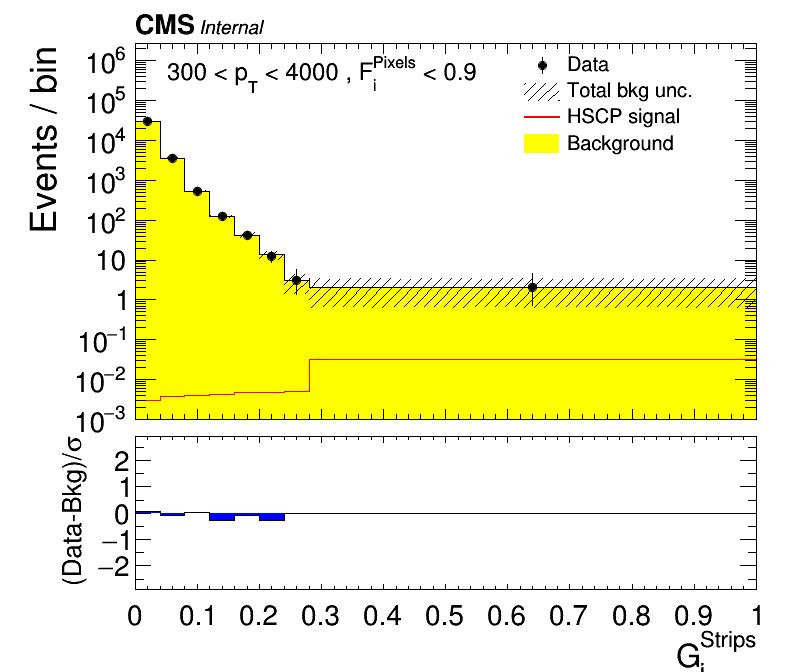 CMS Internal
300 < p_T < 4000 , F_i^Pixels < 0.9
Data
Total bkg unc.
HSCP signal
Background
Events / bin
10^6
10^5
10^4
10^3
10^2
10
1
10^−1
10^−2
10^−3
(Data-Bkg)/σ
2
1
0
−1
−2
0 0.1 0.2 0.3 0.4 0.5 0.6 0.7 0.8 0.9 1
G_i^Strips